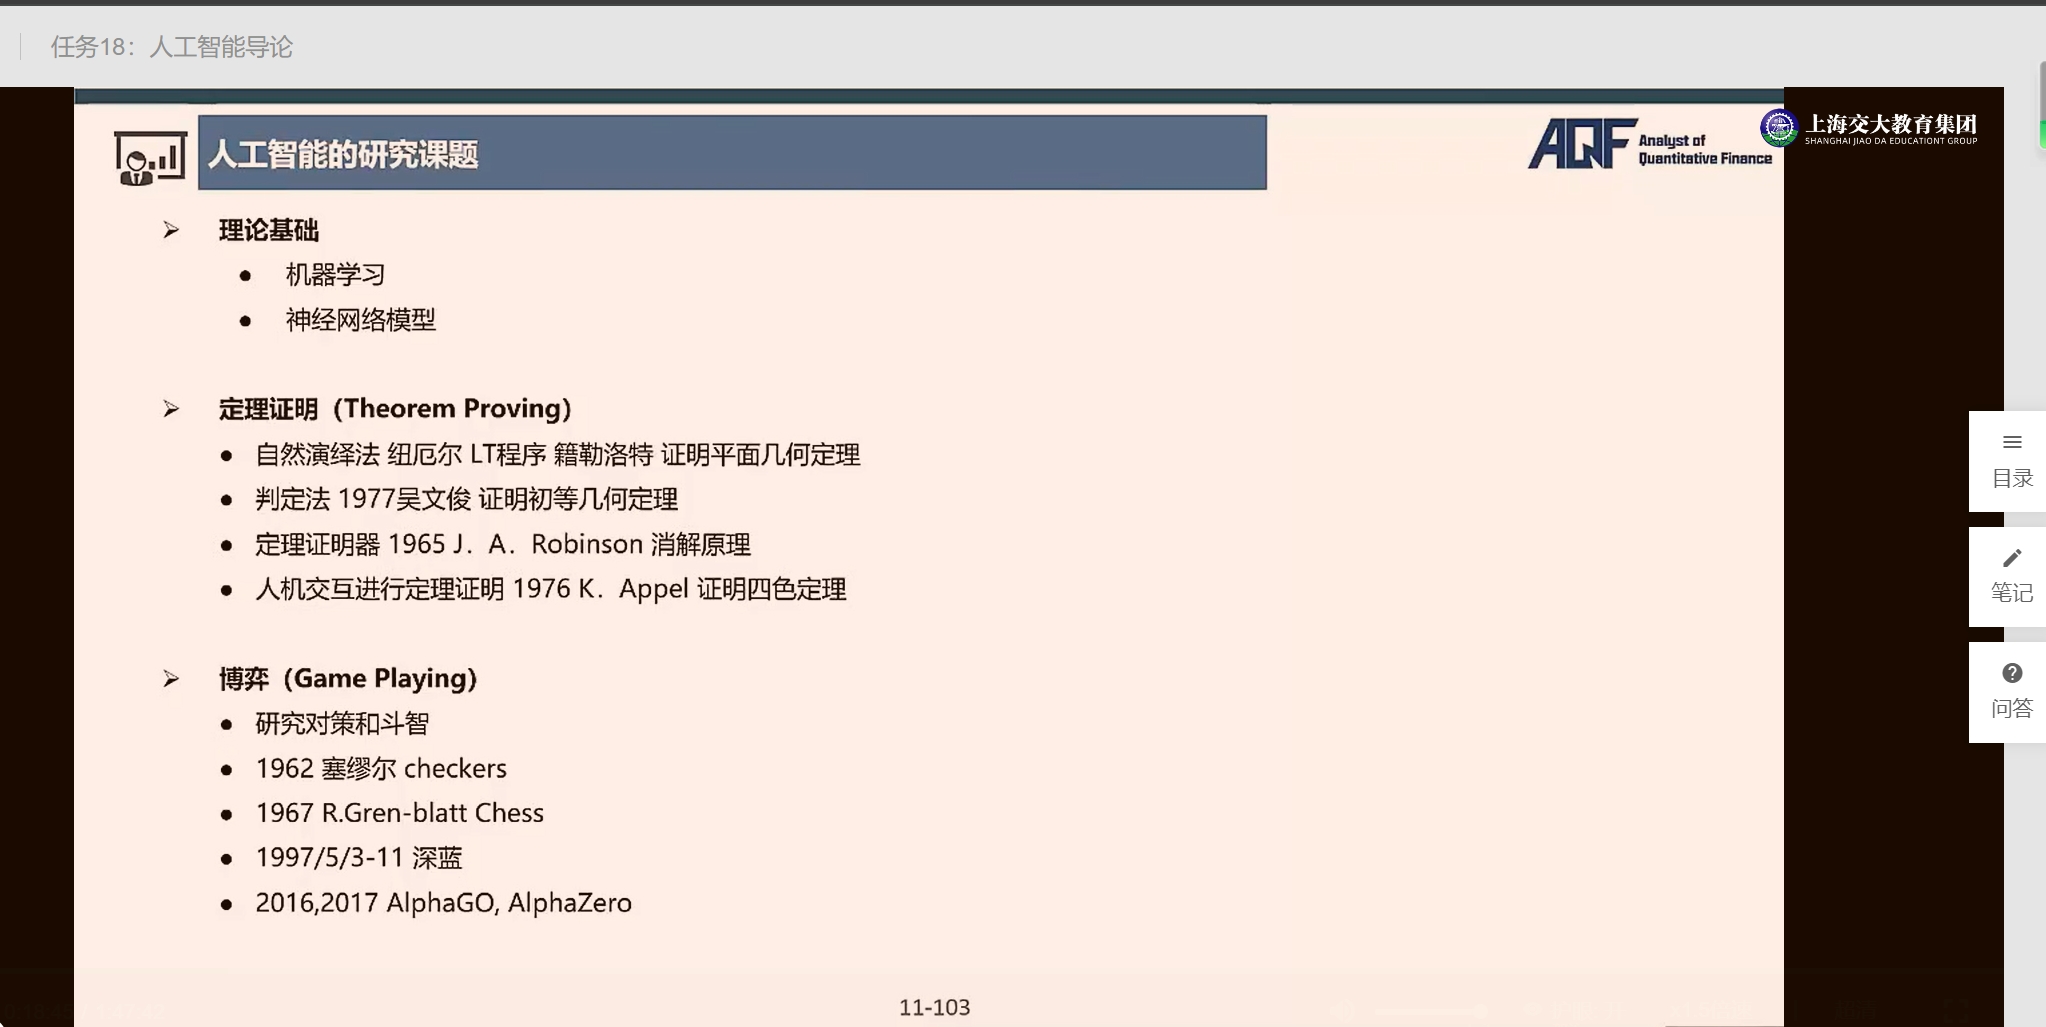 任务18：人工智能导论
人工智能的研究课题
AQF Analyst of
Quantitative Finance
上海交大教育集团
SHANGHAI JIAO DA EDUCATIONT GROUP
➢ 理论基础
● 机器学习
● 神经网络模型
➢ 定理证明（Theorem Proving）
● 自然演绎法 纽厄尔 LT程序 籍勒洛特 证明平面几何定理
● 判定法 1977吴文俊 证明初等几何定理
● 定理证明器 1965 J．A．Robinson 消解原理
● 人机交互进行定理证明 1976 K．Appel 证明四色定理
➢ 博弈（Game Playing）
● 研究对策和斗智
● 1962 塞缪尔 checkers
● 1967 R.Gren-blatt Chess
● 1997/5/3-11 深蓝
● 2016,2017 AlphaGO, AlphaZero
11-103
目录
笔记
问答